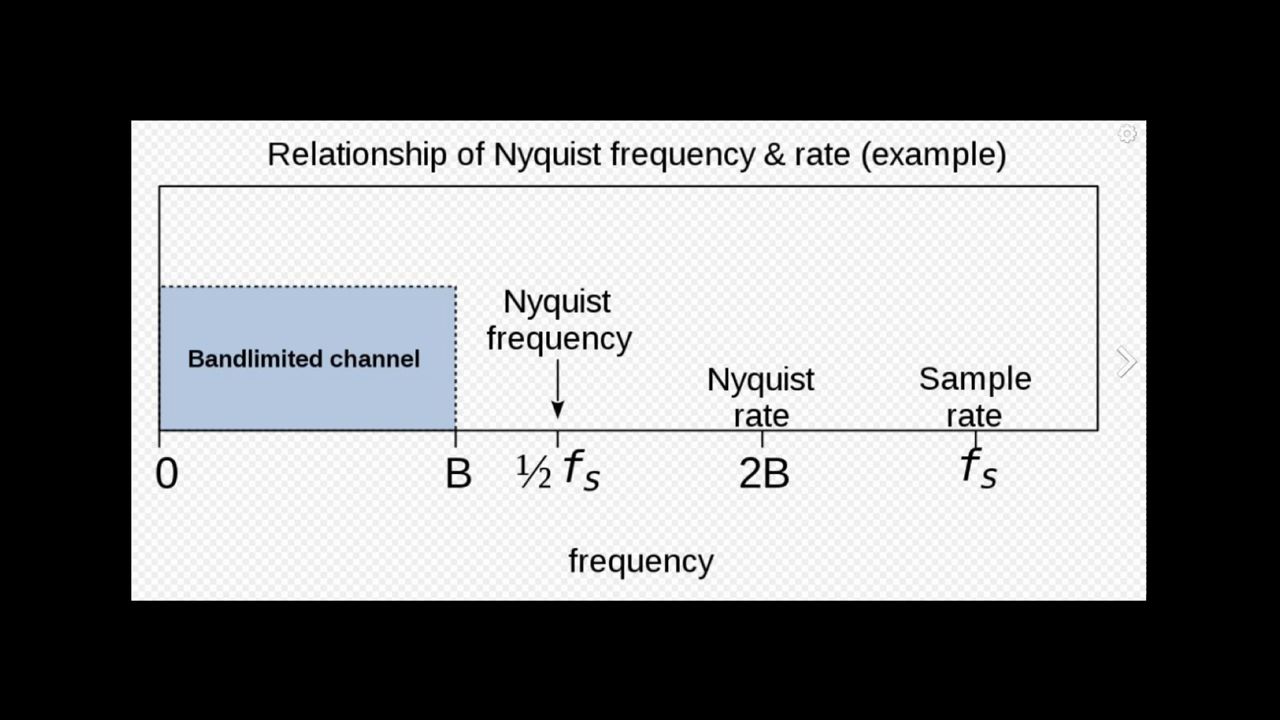 Relationship of Nyquist frequency & rate (example)
Nyquist
frequency
Bandlimited channel
Nyquist
rate
Sample
rate
0
B
½ fs
2B
fs
frequency